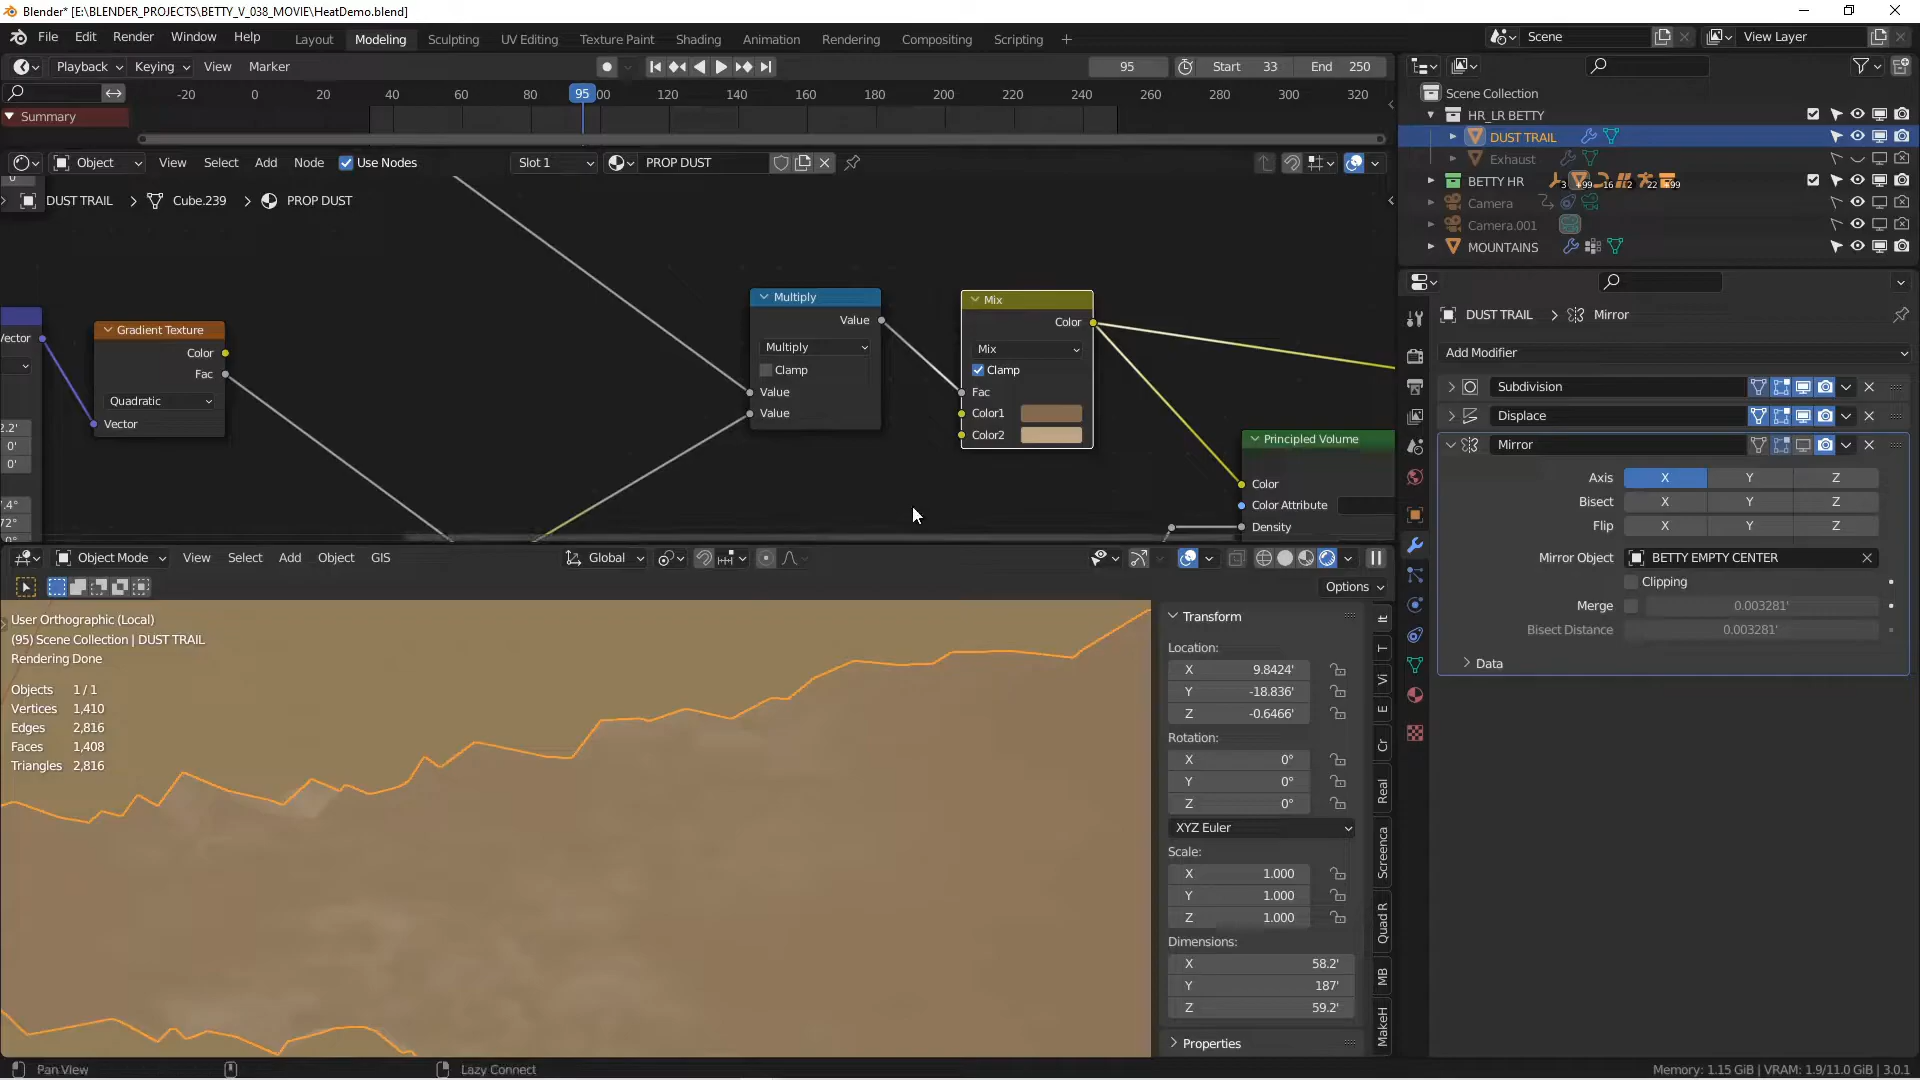 Blender* [E:\BLENDER_PROJECTS\BETTY_V_038_MOVIE\HeatDemo.blend]
File Edit Render Window Help
Layout Modeling Sculpting UV Editing Texture Paint Shading Animation Rendering Compositing Scripting +
Scene
View Layer
Playback Keying View Marker
95
Start 33
End 250
-20 0 20 40 60 95 100 120 140 160 180 200 220 240 260 280 300 320
Summary
Object View Select Add Node Use Nodes Slot 1 PROP DUST
DUST TRAIL > Cube.239 > PROP DUST
Gradient Texture
Color
Fac
Quadratic
Vector
Multiply
Value
Multiply
Clamp
Value
Value
Mix
Color
Mix
Clamp
Fac
Color1
Color2
Principled Volume
Color
Color Attribute
Density
Object Mode View Select Add Object GIS Global
Options
User Orthographic (Local)
(95) Scene Collection | DUST TRAIL
Rendering Done
Objects 1 / 1
Vertices 1,410
Edges 2,816
Faces 1,408
Triangles 2,816
Transform
Location:
X 9.8424'
Y -18.836'
Z -0.6466'
Rotation:
X 0°
Y 0°
Z 0°
XYZ Euler
Scale:
X 1.000
Y 1.000
Z 1.000
Dimensions:
X 58.2'
Y 187'
Z 59.2'
Properties
It
T
Vi
E
Cr
Real
Screenca
Quad R
MB
MakeH
Scene Collection
HR_LR BETTY
DUST TRAIL
Exhaust
BETTY HR
Camera
Camera.001
MOUNTAINS
DUST TRAIL > Mirror
Add Modifier
Subdivision
Displace
Mirror
Axis X Y Z
Bisect X Y Z
Flip X Y Z
Mirror Object BETTY EMPTY CENTER
Clipping
Merge 0.003281'
Bisect Distance 0.003281'
Data
Pan View
Lazy Connect
Memory: 1.15 GiB | VRAM: 1.9/11.0 GiB | 3.0.1